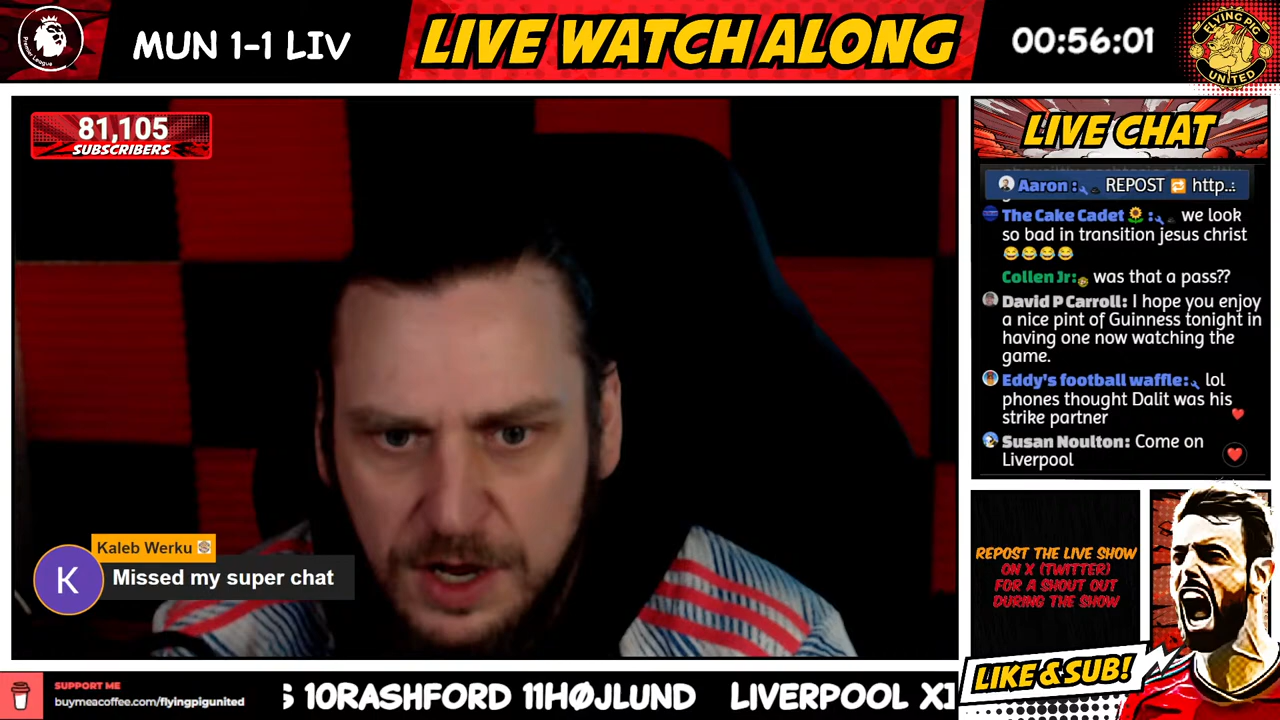 Premier League
MUN 1-1 LIV
LIVE WATCH ALONG
00:56:01
FLYING PIG
UNITED
81,105
SUBSCRIBERS
LIVE CHAT
Aaron : REPOST 🔁 http..:
The Cake Cadet 🌻 : we look
so bad in transition jesus christ
😂😂😂😂
Collen Jr: was that a pass??
David P Carroll: I hope you enjoy
a nice pint of Guinness tonight in
having one now watching the
game.
Eddy's football waffle: lol
phones thought Dalit was his
strike partner
Susan Noulton: Come on
Liverpool
Kaleb Werku
K
Missed my super chat
REPOST THE LIVE SHOW
ON X (TWITTER)
FOR A SHOUT OUT
DURING THE SHOW
LIKE & SUB!
SUPPORT ME
buymeacoffee.com/flyingpigunited
S 10RASHFORD 11HØJLUND LIVERPOOL XI